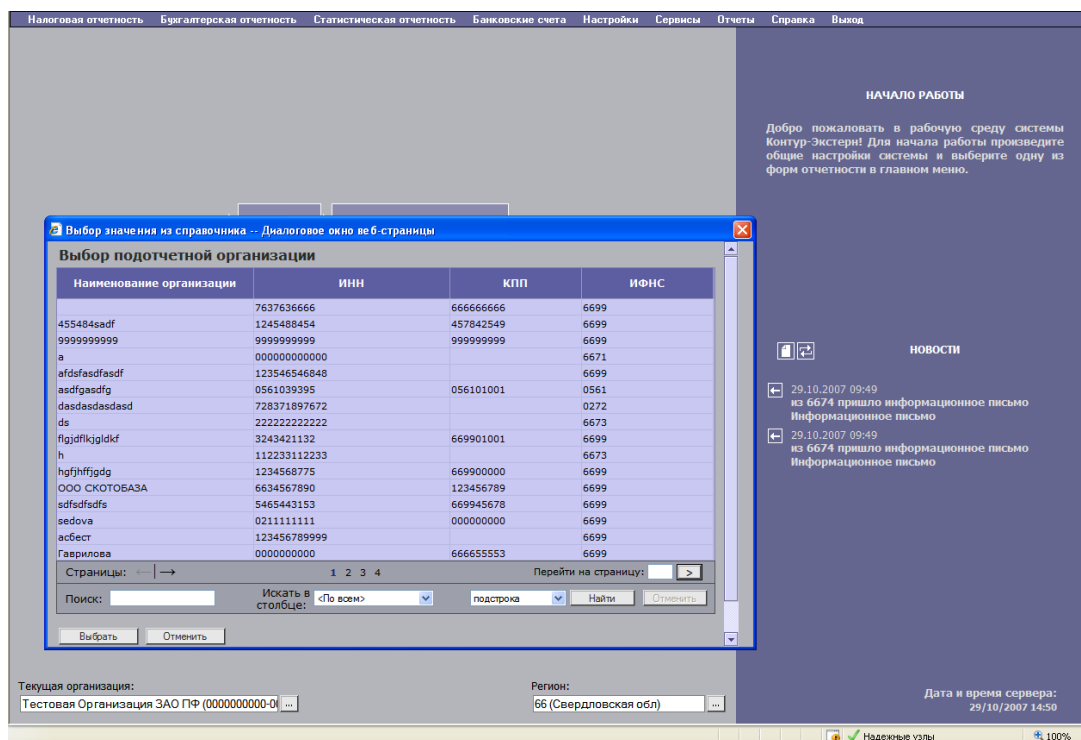 Налоговая отчетность Бухгалтерская отчетность Статистическая отчетность Банковские счета Настройки Сервисы Отчеты Справка Выход
НАЧАЛО РАБОТЫ
Добро пожаловать в рабочую среду системы
Контур-Экстерн! Для начала работы произведите
общие настройки системы и выберите одну из
форм отчетности в главном меню.
Выбор значения из справочника -- Диалоговое окно веб-страницы
Выбор подотчетной организации
Наименование организации ИНН КПП ИФНС
7637636666 666666666 6699
455484sadf 1245488454 457842549 6699
9999999999 9999999999 999999999 6699
a 000000000000 6671
afdsfasdfasdf 123546546848 6699
asdfgasdfg 0561039395 056101001 0561
dasdasdasdasd 728371897672 0272
ds 222222222222 6673
flgjdflkjgldkf 3243421132 669901001 6699
h 112233112233 6673
hgfjhffjgdg 1234568775 669900000 6699
ООО СКОТОБАЗА 6634567890 123456789 6699
sdfsdfsdfs 5465443153 669945678 6699
sedova 0211111111 000000000 6699
асбест 123456789999 6699
Гаврилова 0000000000 666655553 6699
Страницы: ←|→ 1 2 3 4 Перейти на страницу: >
Поиск: Искать в столбце: <По всем> подстрока Найти Отменить
Выбрать Отменить
НОВОСТИ
29.10.2007 09:49
из 6674 пришло информационное письмо
Информационное письмо
29.10.2007 09:49
из 6674 пришло информационное письмо
Информационное письмо
Текущая организация:
Тестовая Организация ЗАО ПФ (0000000000-0 ...
Регион:
66 (Свердловская обл) ...
Дата и время сервера:
29/10/2007 14:50
Надежные узлы 100%